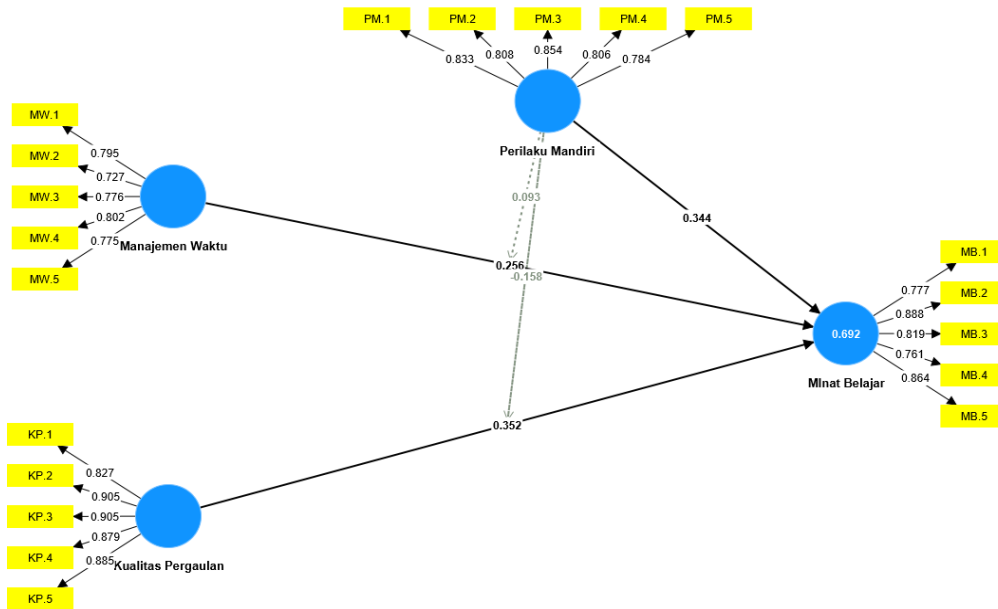 PM.1
PM.2
PM.3
PM.4
PM.5
0.833
0.808
0.854
0.806
0.784
Perilaku Mandiri
MW.1
MW.2
MW.3
MW.4
MW.5
0.795
0.727
0.776
0.802
0.775
Manajemen Waktu
0.093
0.344
0.256
-0.158
0.352
MB.1
MB.2
MB.3
MB.4
MB.5
0.777
0.888
0.819
0.761
0.864
0.692
MInat Belajar
KP.1
KP.2
KP.3
KP.4
KP.5
0.827
0.905
0.905
0.879
0.885
Kualitas Pergaulan